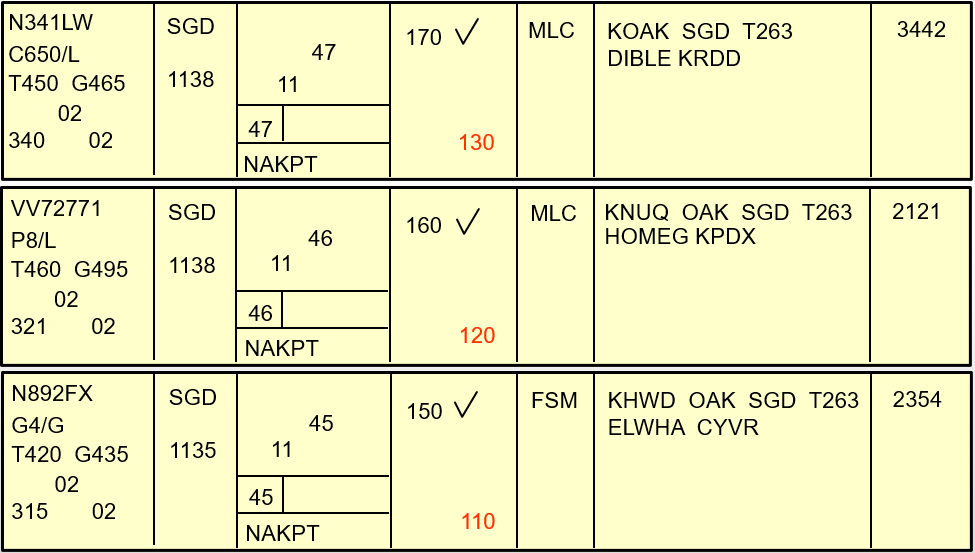 N341LW
C650/L
T450 G465
02
340 02
SGD
1138
47
11
47
NAKPT
170 ✓
130
MLC
KOAK SGD T263
DIBLE KRDD
3442
VV72771
P8/L
T460 G495
02
321 02
SGD
1138
46
11
46
NAKPT
160 ✓
120
MLC
KNUQ OAK SGD T263
HOMEG KPDX
2121
N892FX
G4/G
T420 G435
02
315 02
SGD
1135
45
11
45
NAKPT
150 ✓
110
FSM
KHWD OAK SGD T263
ELWHA CYVR
2354